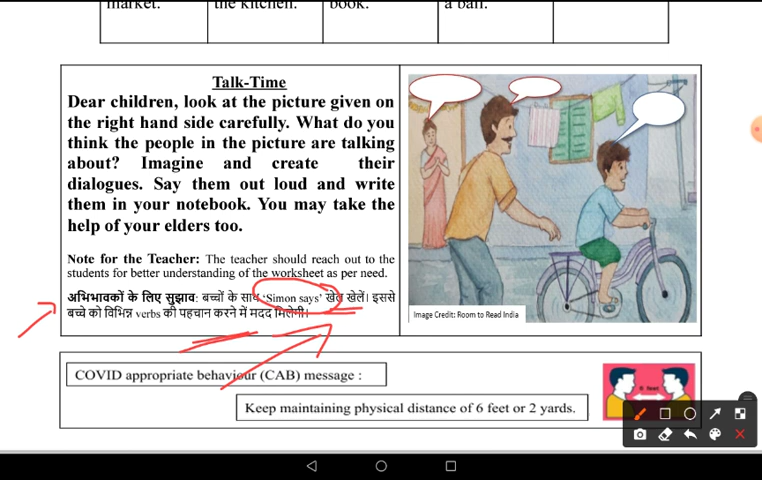 market.
the kitchen.
book.
a ball.
Talk-Time
Dear children, look at the picture given on
the right hand side carefully. What do you
think the people in the picture are talking
about? Imagine and create their
dialogues. Say them out loud and write
them in your notebook. You may take the
help of your elders too.
Note for the Teacher: The teacher should reach out to the
students for better understanding of the worksheet as per need.
अभिभावकों के लिए सुझाव: बच्चों के साथ 'Simon says' खेल खेलें। इससे
बच्चे को विभिन्न verbs की पहचान करने में मदद मिलेगी।
Image Credit: Room to Read India
COVID appropriate behaviour (CAB) message :
Keep maintaining physical distance of 6 feet or 2 yards.
6 feet